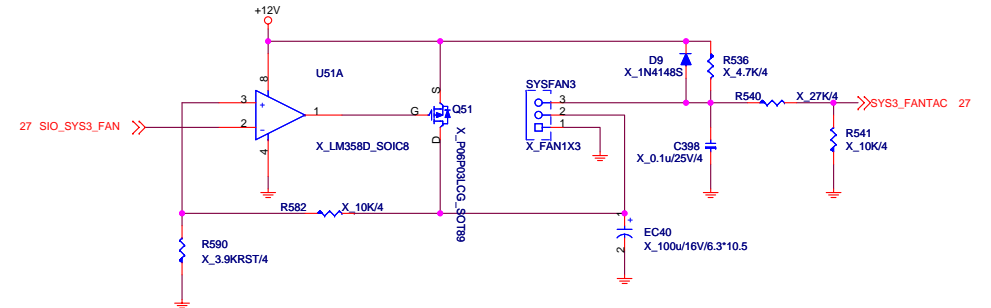 +12V
U51A
8
3
+
1
2
-
4
X_LM358D_SOIC8
27 SIO_SYS3_FAN
S
G
D
Q51
X_P06P03LCG_SOT89
SYSFAN3
3
2
1
X_FAN1X3
D9
X_1N4148S
R536
X_4.7K/4
R540
X_27K/4
SYS3_FANTAC 27
C398
X_0.1u/25V/4
R541
X_10K/4
R582
X_10K/4
R590
X_3.9KRST/4
1
+
2
EC40
X_100u/16V/6.3*10.5